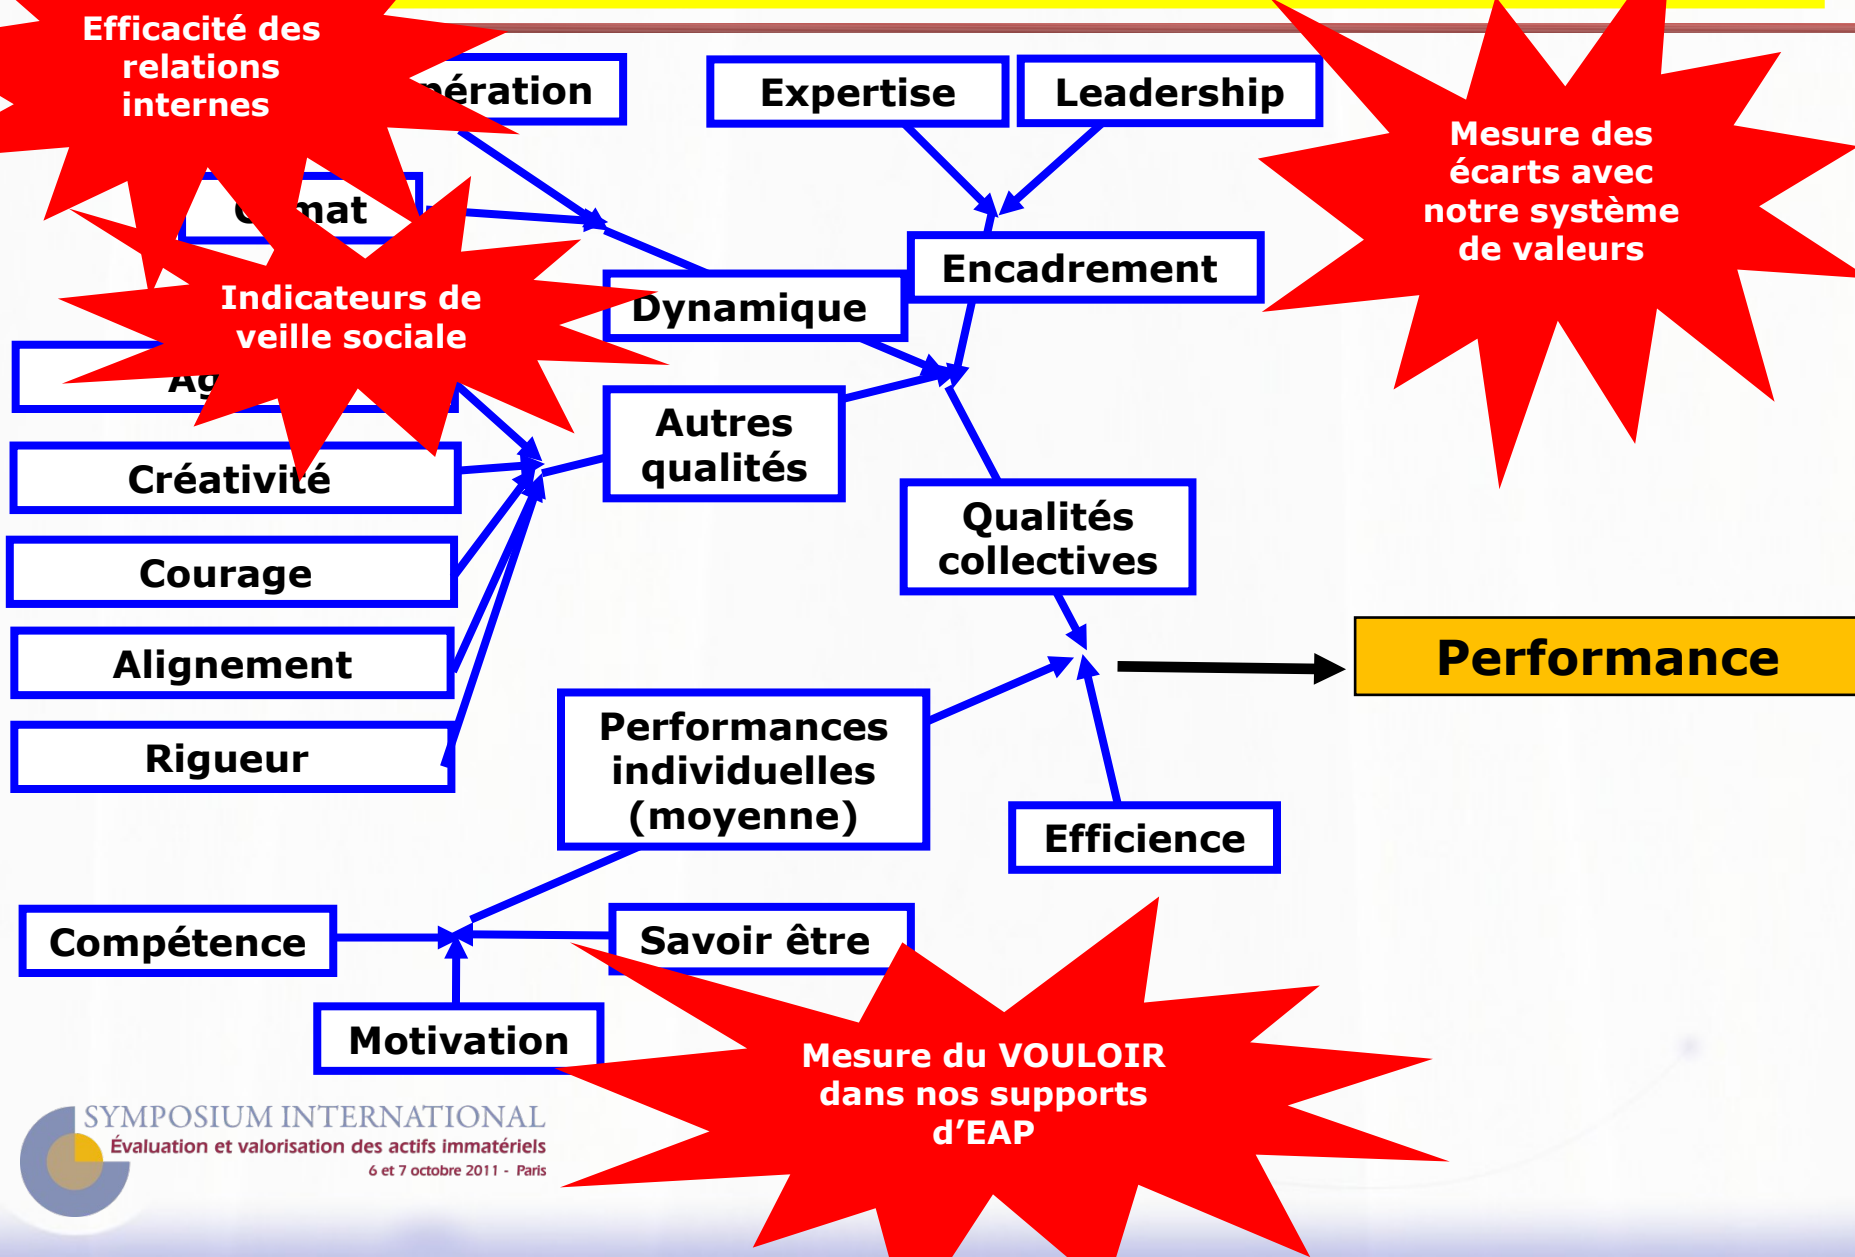 Efficacité des
relations
internes
Expertise
Leadership
Mesure des
écarts avec
notre système
de valeurs
Encadrement
Indicateurs de
veille sociale
Dynamique
Autres
qualités
Créativité
Qualités
collectives
Courage
Alignement
Performance
Rigueur
Performances
individuelles
(moyenne)
Efficience
Compétence
Savoir être
Motivation
Mesure du VOULOIR
dans nos supports
d’EAP
SYMPOSIUM INTERNATIONAL
Évaluation et valorisation des actifs immatériels
6 et 7 octobre 2011 - Paris